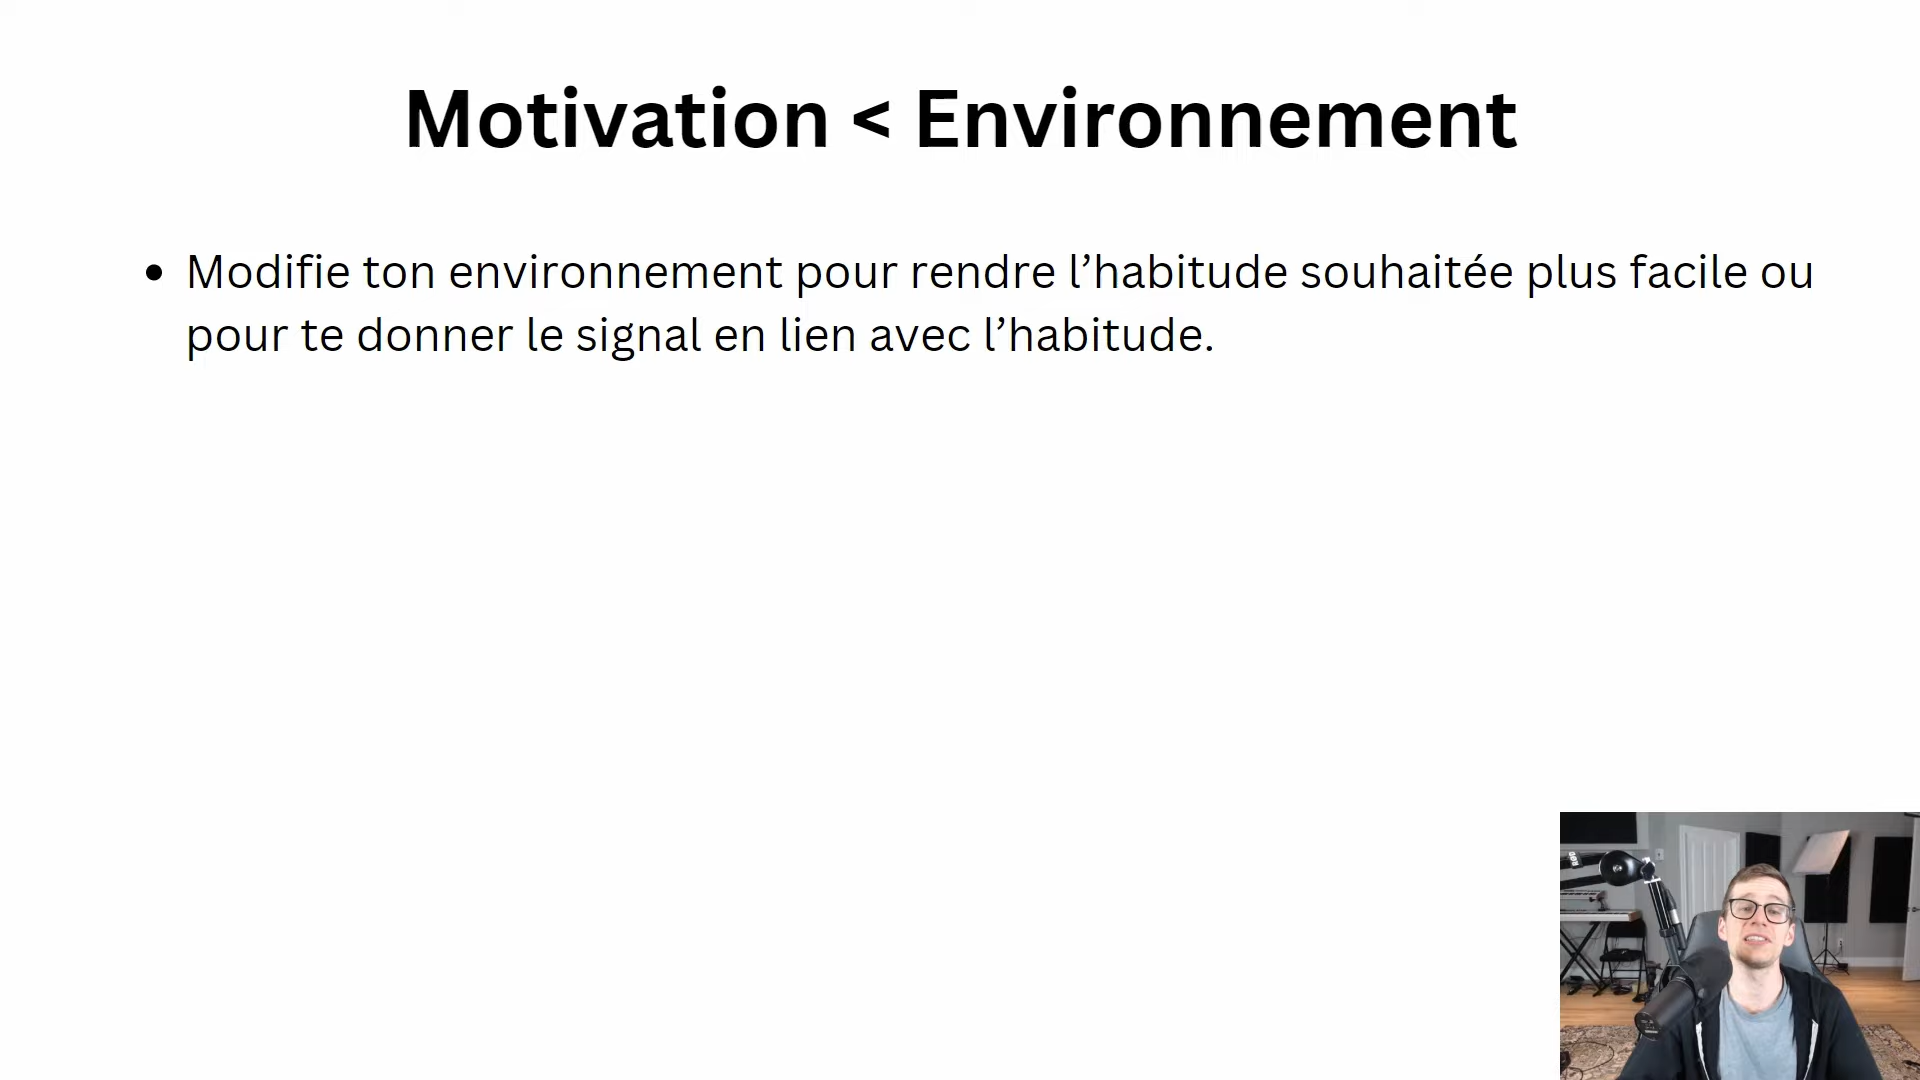 Motivation < Environnement
• Modifie ton environnement pour rendre l’habitude souhaitée plus facile ou
pour te donner le signal en lien avec l’habitude.